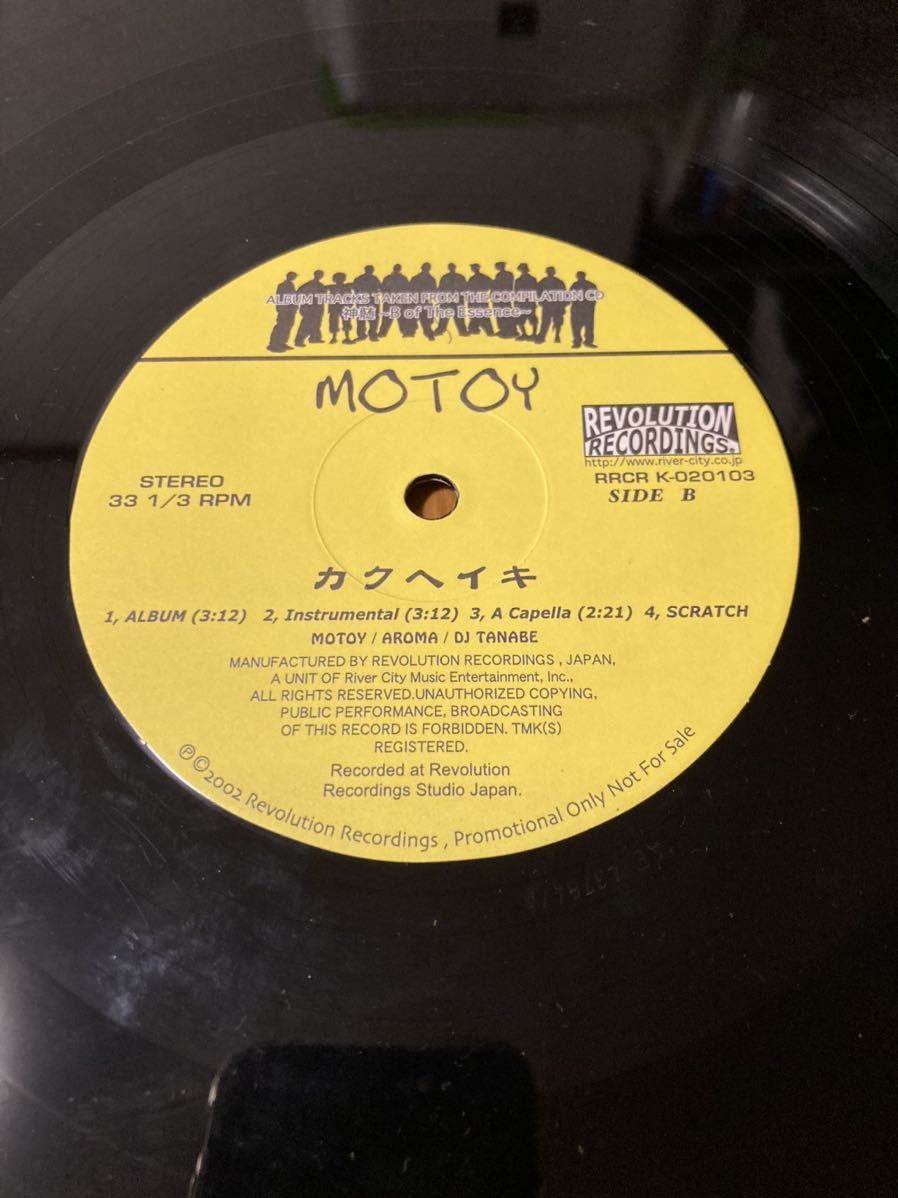 ALBUM TRACKS TAKEN FROM THE COMPILATION CD
神髄 ~B of The Essence~
MOTOY
REVOLUTION
RECORDINGS.
http://www.river-city.co.jp
STEREO
33 1/3 RPM
RRCR K-020103
SIDE B
カクヘイキ
1, ALBUM (3:12) 2, Instrumental (3:12) 3, A Capella (2:21) 4, SCRATCH
MOTOY / AROMA / DJ TANABE
MANUFACTURED BY REVOLUTION RECORDINGS , JAPAN,
A UNIT OF River City Music Entertainment, Inc.,
ALL RIGHTS RESERVED.UNAUTHORIZED COPYING,
PUBLIC PERFORMANCE, BROADCASTING
OF THIS RECORD IS FORBIDDEN. TMK(S)
REGISTERED.
Recorded at Revolution
Recordings Studio Japan.
℗©2002 Revolution Recordings , Promotional Only Not For Sale